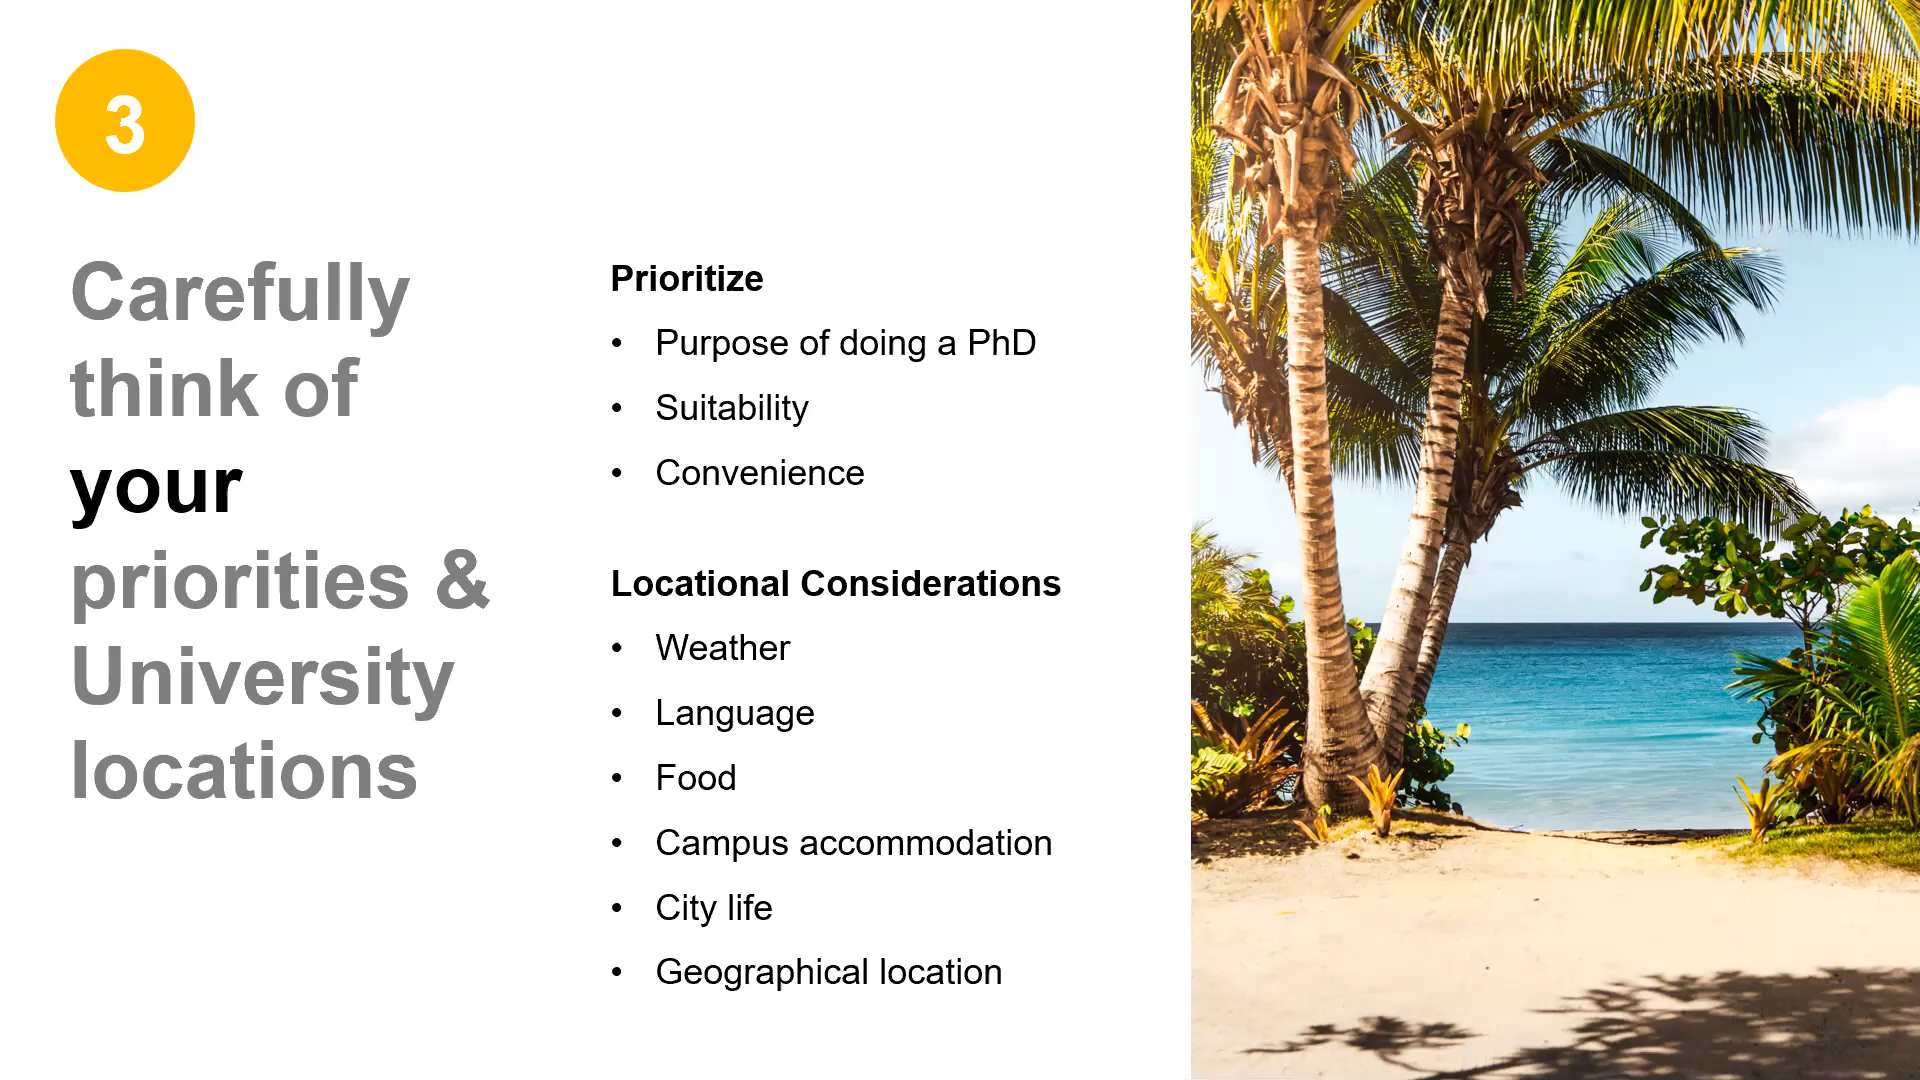 3
Carefully
think of
your
priorities &
University
locations
Prioritize
• Purpose of doing a PhD
• Suitability
• Convenience
Locational Considerations
• Weather
• Language
• Food
• Campus accommodation
• City life
• Geographical location